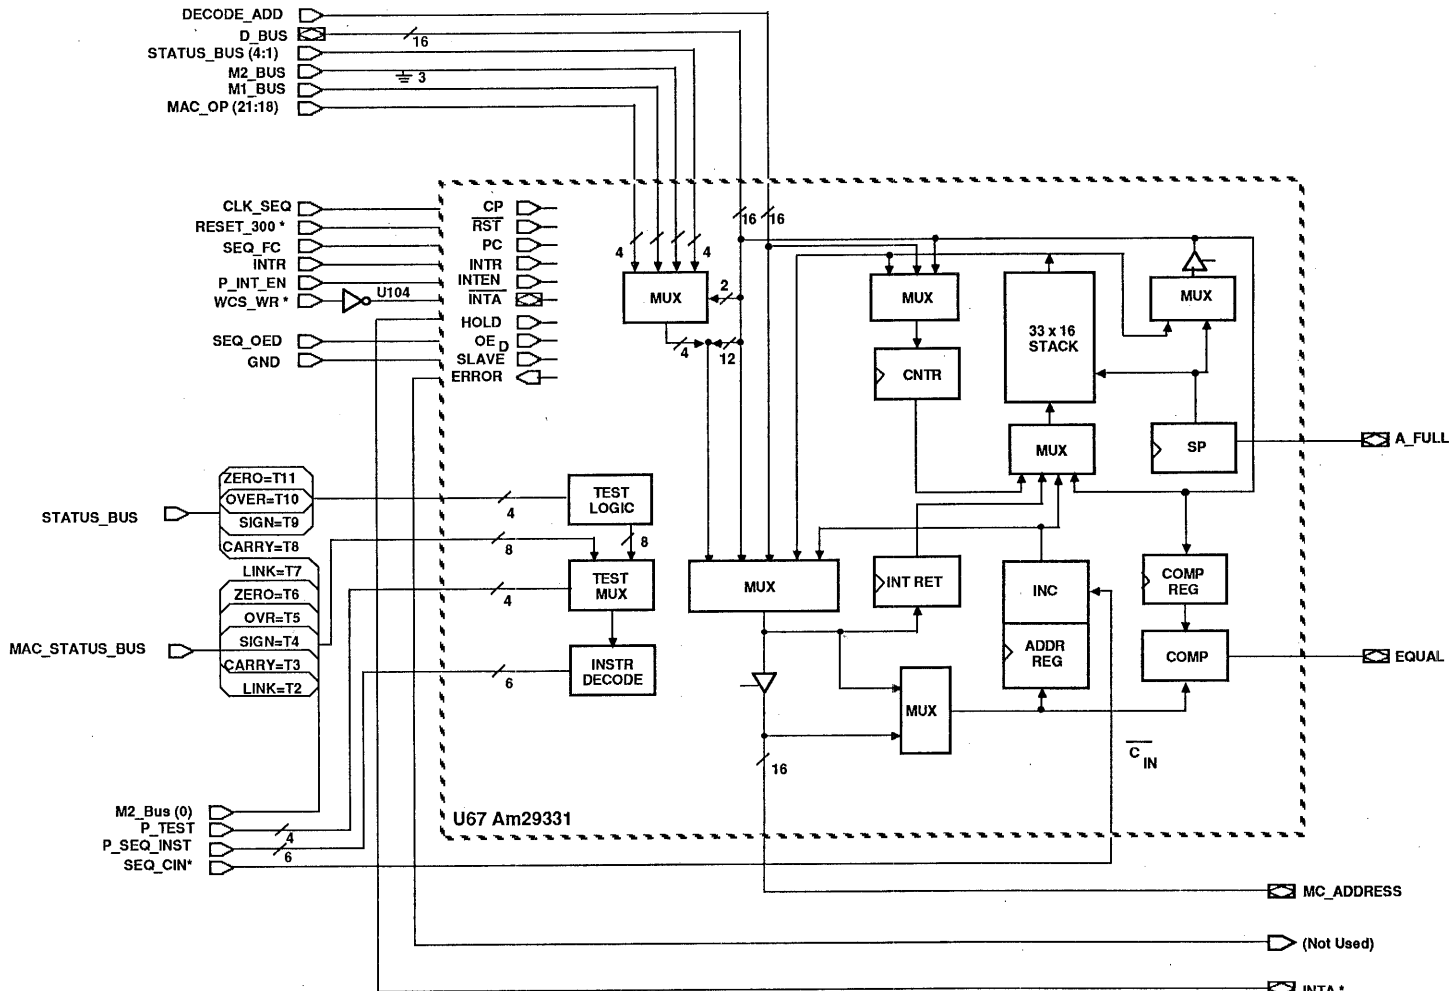 DECODE_ADD
D_BUS
16
STATUS_BUS (4:1)
M2_BUS
3
M1_BUS
MAC_OP (21:18)
CLK_SEQ
CP
RESET_300 *
RST
SEQ_FC
PC
INTR
INTR
P_INT_EN
INTEN
WCS_WR *
U104
INTA
HOLD
SEQ_OED
OE D
GND
SLAVE
ERROR
16
16
4
4
MUX
2
4
12
MUX
CNTR
33 x 16
STACK
MUX
MUX
SP
A_FULL
STATUS_BUS
ZERO=T11
OVER=T10
SIGN=T9
CARRY=T8
LINK=T7
ZERO=T6
OVR=T5
SIGN=T4
CARRY=T3
LINK=T2
MAC_STATUS_BUS
4
8
4
6
TEST
LOGIC
8
TEST
MUX
INSTR
DECODE
MUX
INT RET
INC
ADDR
REG
COMP
REG
COMP
EQUAL
MUX
16
C IN
U67 Am29331
M2_Bus (0)
P_TEST
4
P_SEQ_INST
6
SEQ_CIN*
MC_ADDRESS
(Not Used)
INTA *